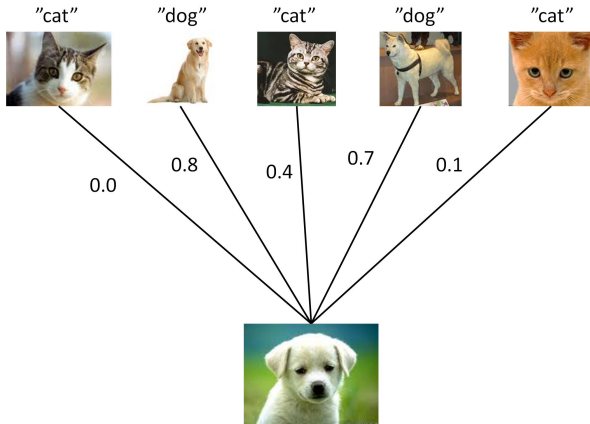 ”cat” ”dog” ”cat” ”dog” ”cat”
0.0 0.8 0.4 0.7 0.1